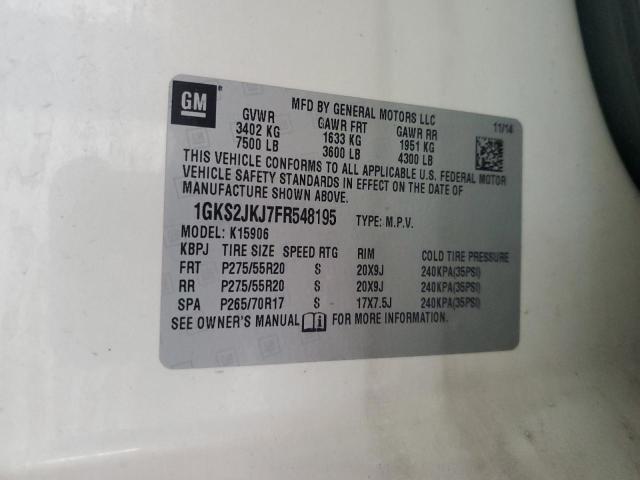 GM
MFD BY GENERAL MOTORS LLC
11/14
GVWR GAWR FRT GAWR RR
3402 KG 1633 KG 1951 KG
7500 LB 3600 LB 4300 LB
THIS VEHICLE CONFORMS TO ALL APPLICABLE U.S. FEDERAL MOTOR
VEHICLE SAFETY STANDARDS IN EFFECT ON THE DATE OF
MANUFACTURE SHOWN ABOVE.
1GKS2JKJ7FR548195 TYPE: M.P.V.
MODEL: K15906
KBPJ TIRE SIZE SPEED RTG RIM COLD TIRE PRESSURE
FRT P275/55R20 S 20X9J 240KPA(35PSI)
RR P275/55R20 S 20X9J 240KPA(35PSI)
SPA P265/70R17 S 17X7.5J 240KPA(35PSI)
SEE OWNER'S MANUAL FOR MORE INFORMATION.